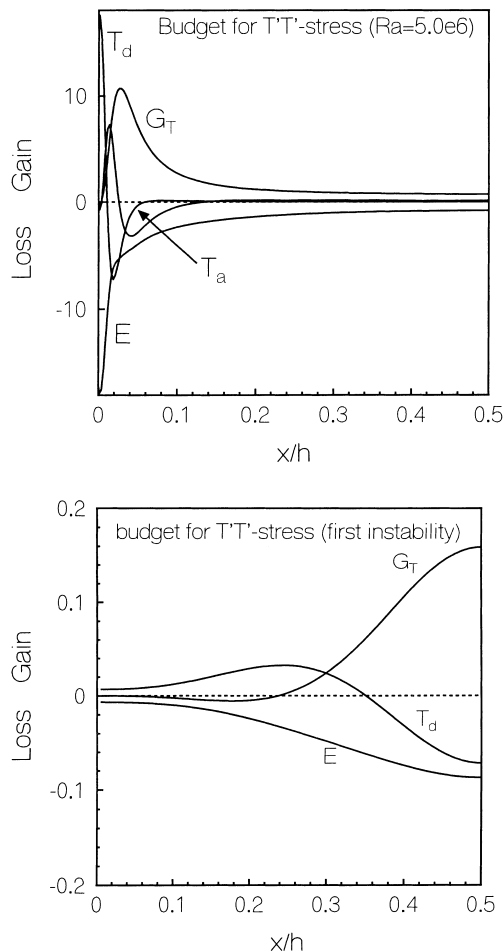 Budget for T'T'-stress (Ra=5.0e6)
T_d
G_T
T_a
E
10
0
-10
Loss Gain
0 0.1 0.2 0.3 0.4 0.5
x/h
budget for T'T'-stress (first instability)
G_T
T_d
E
0.2
0.1
0
-0.1
-0.2
Loss Gain
0 0.1 0.2 0.3 0.4 0.5
x/h